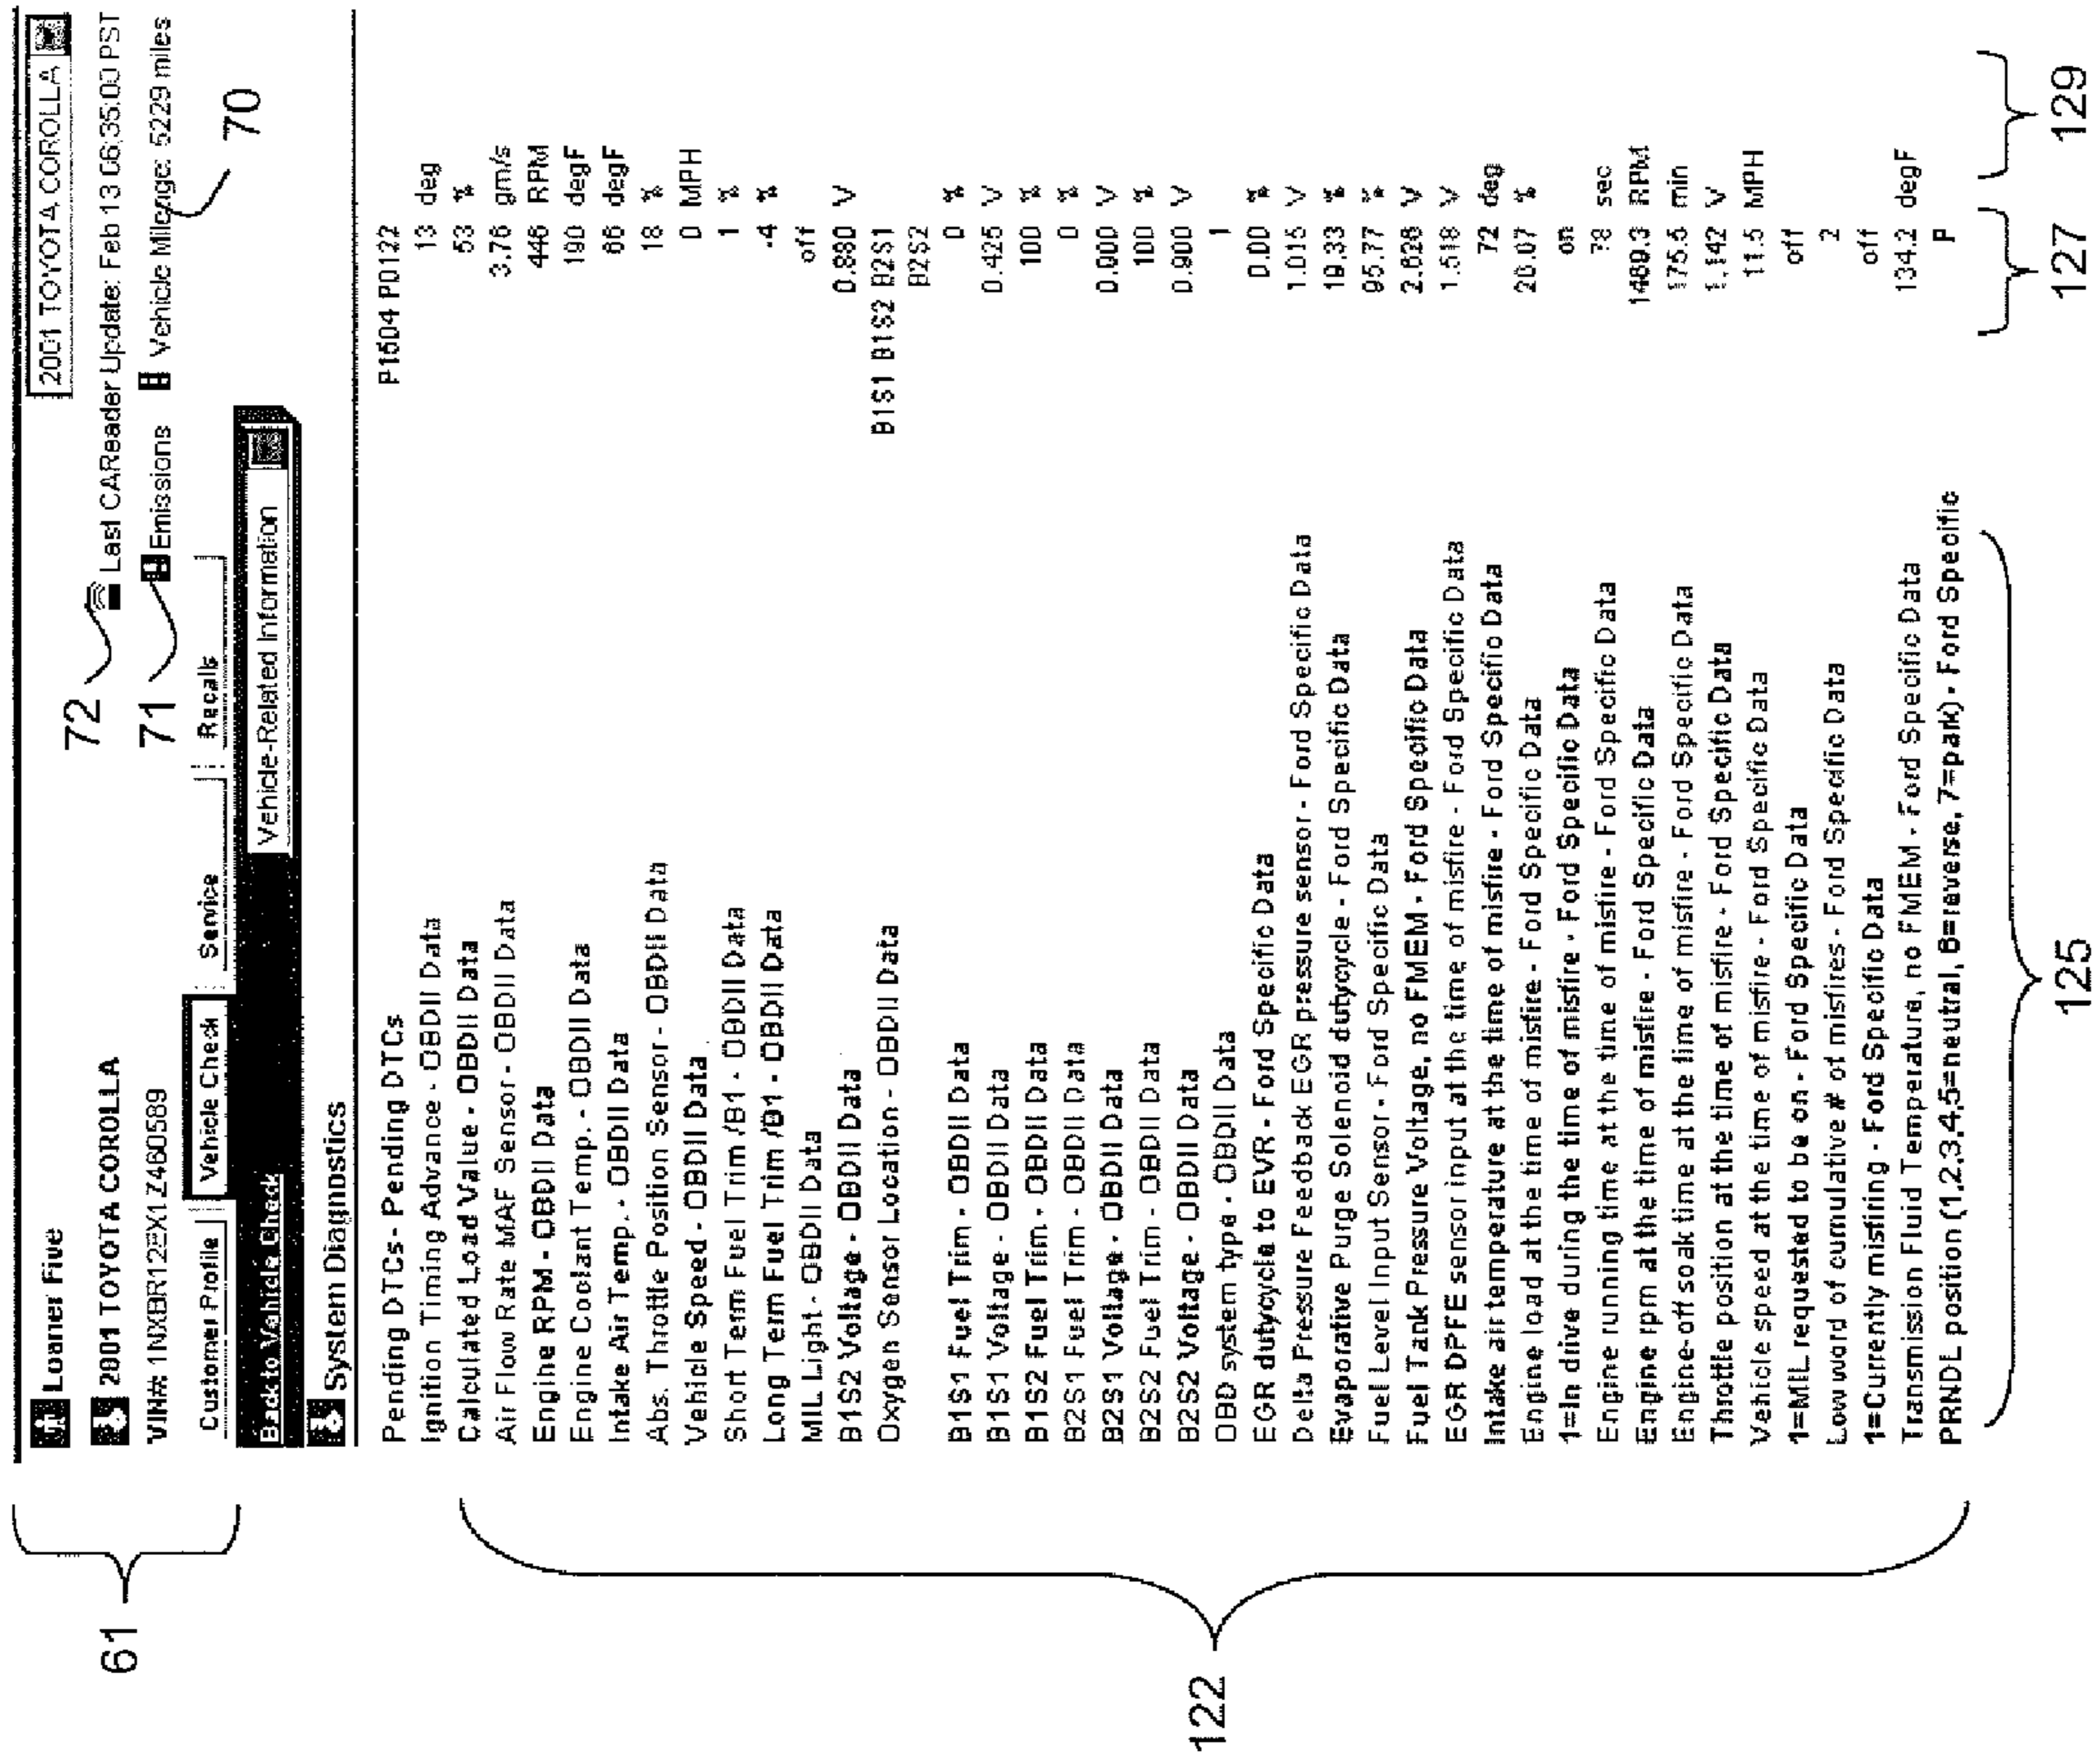 Loaner Five 2001 TOYOTA COROLLA
2001 TOYOTA COROLLA 72 Last CAReader Update: Feb 13 06:35:00 PST
VIN#: 1NXBR12EX1Z460589 71 Emissions Vehicle Mileage: 5229 miles
70
61
Customer Profile Vehicle Check Service Recalls
Back to Vehicle Check Vehicle-Related Information
System Diagnostics
Pending DTCs - Pending DTCs P1604 P0122
Ignition Timing Advance - OBDII Data 13 deg
Calculated Load Value - OBDII Data 53 %
Air Flow Rate MAF Sensor - OBDII Data 3.76 gm/s
Engine RPM - OBDII Data 446 RPM
Engine Coolant Temp. - OBDII Data 190 degF
Intake Air Temp. - OBDII Data 66 degF
Abs. Throttle Position Sensor - OBDII Data 18 %
Vehicle Speed - OBDII Data 0 MPH
Short Term Fuel Trim /B1 - OBDII Data 1 %
Long Term Fuel Trim /B1 - OBDII Data -4 %
MIL Light - OBDII Data off
B1S2 Voltage - OBDII Data 0.880 V
Oxygen Sensor Location - OBDII Data B1S1 B1S2 B2S1
B2S2
B1S1 Fuel Trim - OBDII Data 0 %
B1S1 Voltage - OBDII Data 0.425 V
B1S2 Fuel Trim - OBDII Data 100 %
B2S1 Fuel Trim - OBDII Data 0 %
B2S1 Voltage - OBDII Data 0.900 V
B2S2 Fuel Trim - OBDII Data 100 %
B2S2 Voltage - OBDII Data 0.900 V
OBD system type - OBDII Data 1
EGR dutycycle to EVR - Ford Specific Data 0.00 %
Delta Pressure Feedback EGR pressure sensor - Ford Specific Data 1.015 V
Evaporative Purge Solenoid dutycycle - Ford Specific Data 19.33 %
Fuel Level Input Sensor - Ford Specific Data 95.77 %
Fuel Tank Pressure Voltage, no FMEM - Ford Specific Data 2.628 V
EGR DPFE sensor input at the time of misfire - Ford Specific Data 1.518 V
Intake air temperature at the time of misfire - Ford Specific Data 72 deg
Engine load at the time of misfire - Ford Specific Data 20.07 %
1=In drive during the time of misfire - Ford Specific Data on
Engine running time at the time of misfire - Ford Specific Data 78 sec
Engine rpm at the time of misfire - Ford Specific Data 1469.3 RPM
Engine-off soak time at the time of misfire - Ford Specific Data 175.5 min
Throttle position at the time of misfire - Ford Specific Data 1.142 V
Vehicle speed at the time of misfire - Ford Specific Data 11.5 MPH
1=MIL requested to be on - Ford Specific Data off
Low word of cumulative # of misfires - Ford Specific Data 2
1=Currently misfiring - Ford Specific Data off
Transmission Fluid Temperature, no FMEM - Ford Specific Data 134.2 degF
PRNDL position (1,2,3,4,5=neutral, 6=reverse, 7=park) - Ford Specific P
122
125 127 129